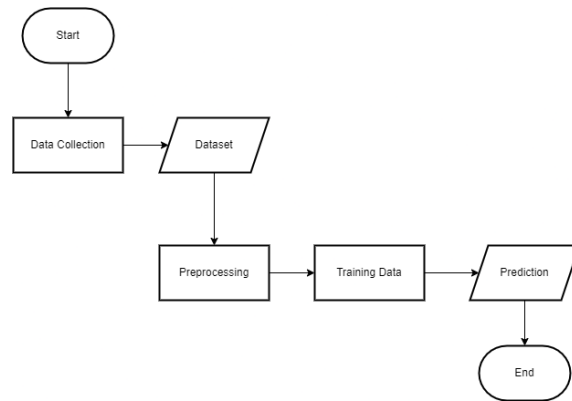 Start
Data Collection
Dataset
Preprocessing
Training Data
Prediction
End